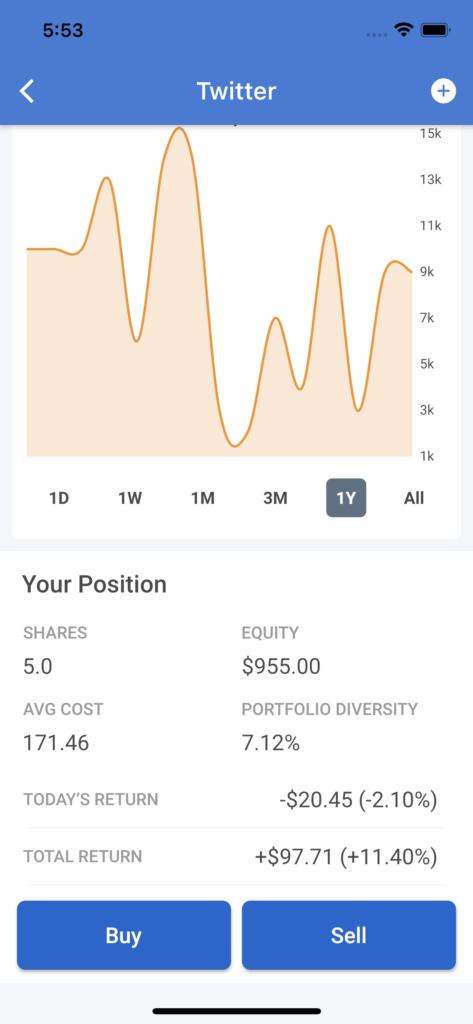 5:53
Twitter
15k
13k
11k
9k
7k
5k
3k
1k
1D 1W 1M 3M 1Y All
Your Position
SHARES EQUITY
5.0 $955.00
AVG COST PORTFOLIO DIVERSITY
171.46 7.12%
TODAY’S RETURN -$20.45 (-2.10%)
TOTAL RETURN +$97.71 (+11.40%)
Buy Sell